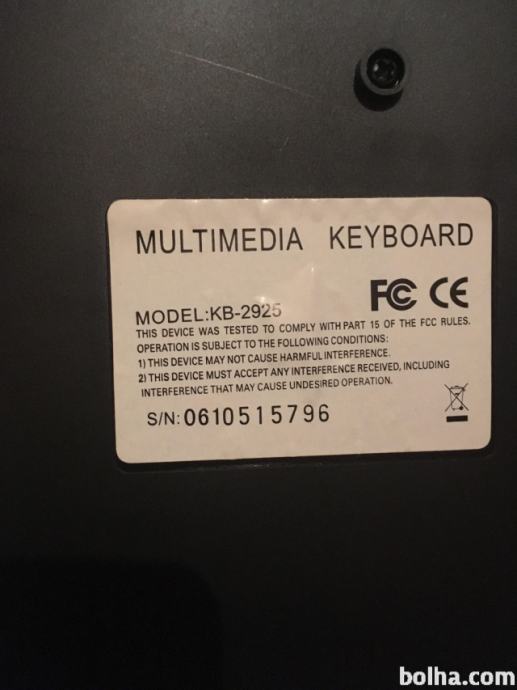 MULTIMEDIA KEYBOARD
FC CE
MODEL:KB-2925
THIS DEVICE WAS TESTED TO COMPLY WITH PART 15 OF THE FCC RULES.
OPERATION IS SUBJECT TO THE FOLLOWING CONDITIONS:
1) THIS DEVICE MAY NOT CAUSE HARMFUL INTERFERENCE.
2) THIS DEVICE MUST ACCEPT ANY INTERFERENCE RECEIVED, INCLUDING
INTERFERENCE THAT MAY CAUSE UNDESIRED OPERATION.
S/N: 0610515796
bolha.com